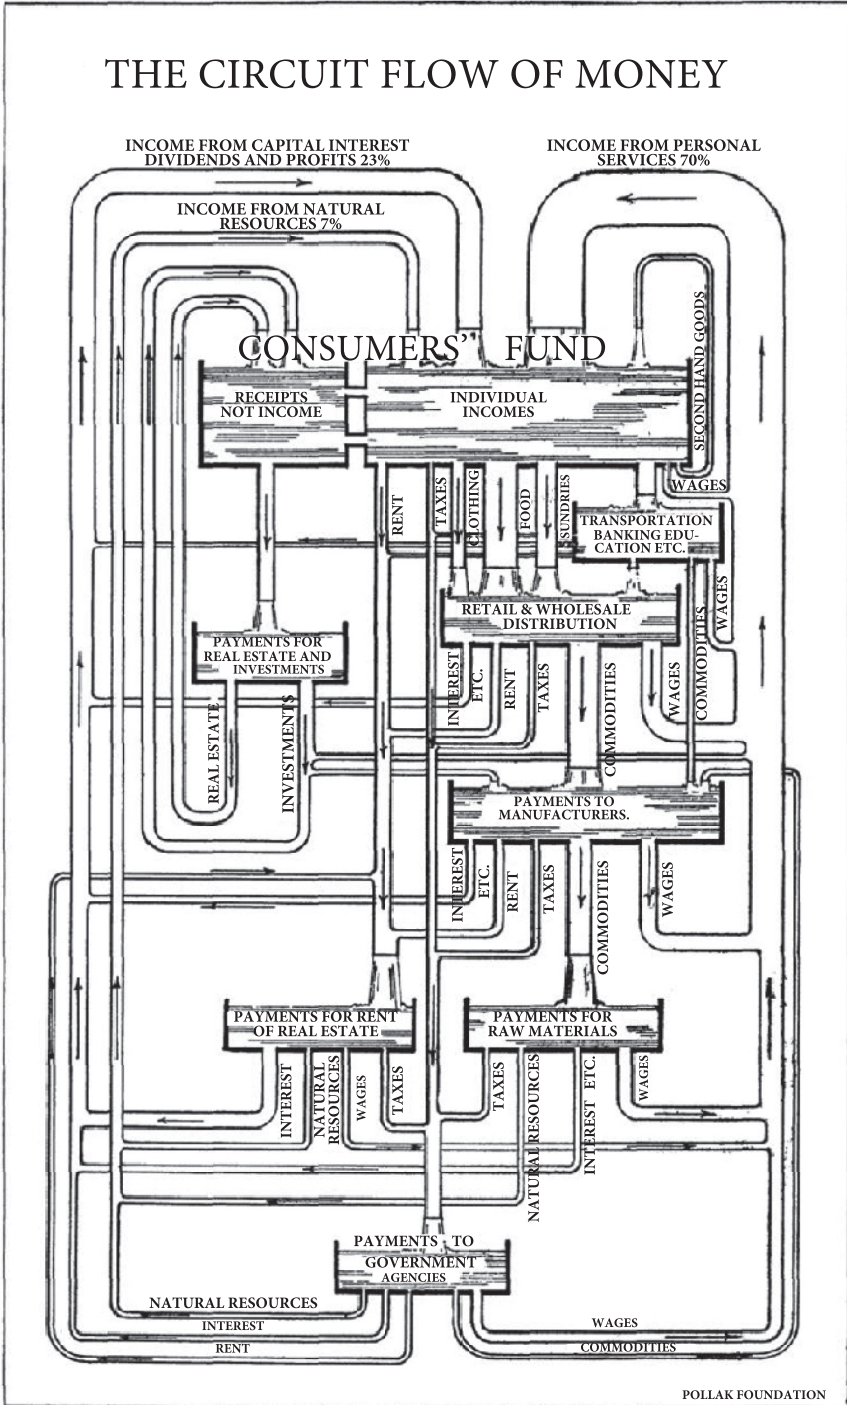 THE CIRCUIT FLOW OF MONEY
INCOME FROM CAPITAL INTEREST
DIVIDENDS AND PROFITS 23%
INCOME FROM PERSONAL
SERVICES 70%
INCOME FROM NATURAL
RESOURCES 7%
CONSUMERS' FUND
RECEIPTS
NOT INCOME
INDIVIDUAL
INCOMES
SECOND HAND GOODS
RENT
TAXES
CLOTHING
FOOD
SUNDRIES
WAGES
TRANSPORTATION
BANKING EDU-
CATION ETC.
RETAIL & WHOLESALE
DISTRIBUTION
COMMODITIES
WAGES
PAYMENTS FOR
REAL ESTATE AND
INVESTMENTS
REAL ESTATE
INVESTMENTS
INTEREST
ETC.
RENT
TAXES
COMMODITIES
WAGES
PAYMENTS TO
MANUFACTURERS.
INTEREST
ETC.
RENT
TAXES
COMMODITIES
WAGES
PAYMENTS FOR RENT
OF REAL ESTATE
PAYMENTS FOR
RAW MATERIALS
INTEREST
NATURAL
RESOURCES
WAGES
TAXES
TAXES
NATURAL RESOURCES
INTEREST ETC.
WAGES
PAYMENTS TO
GOVERNMENT
AGENCIES
NATURAL RESOURCES
INTEREST
RENT
WAGES
COMMODITIES
POLLAK FOUNDATION